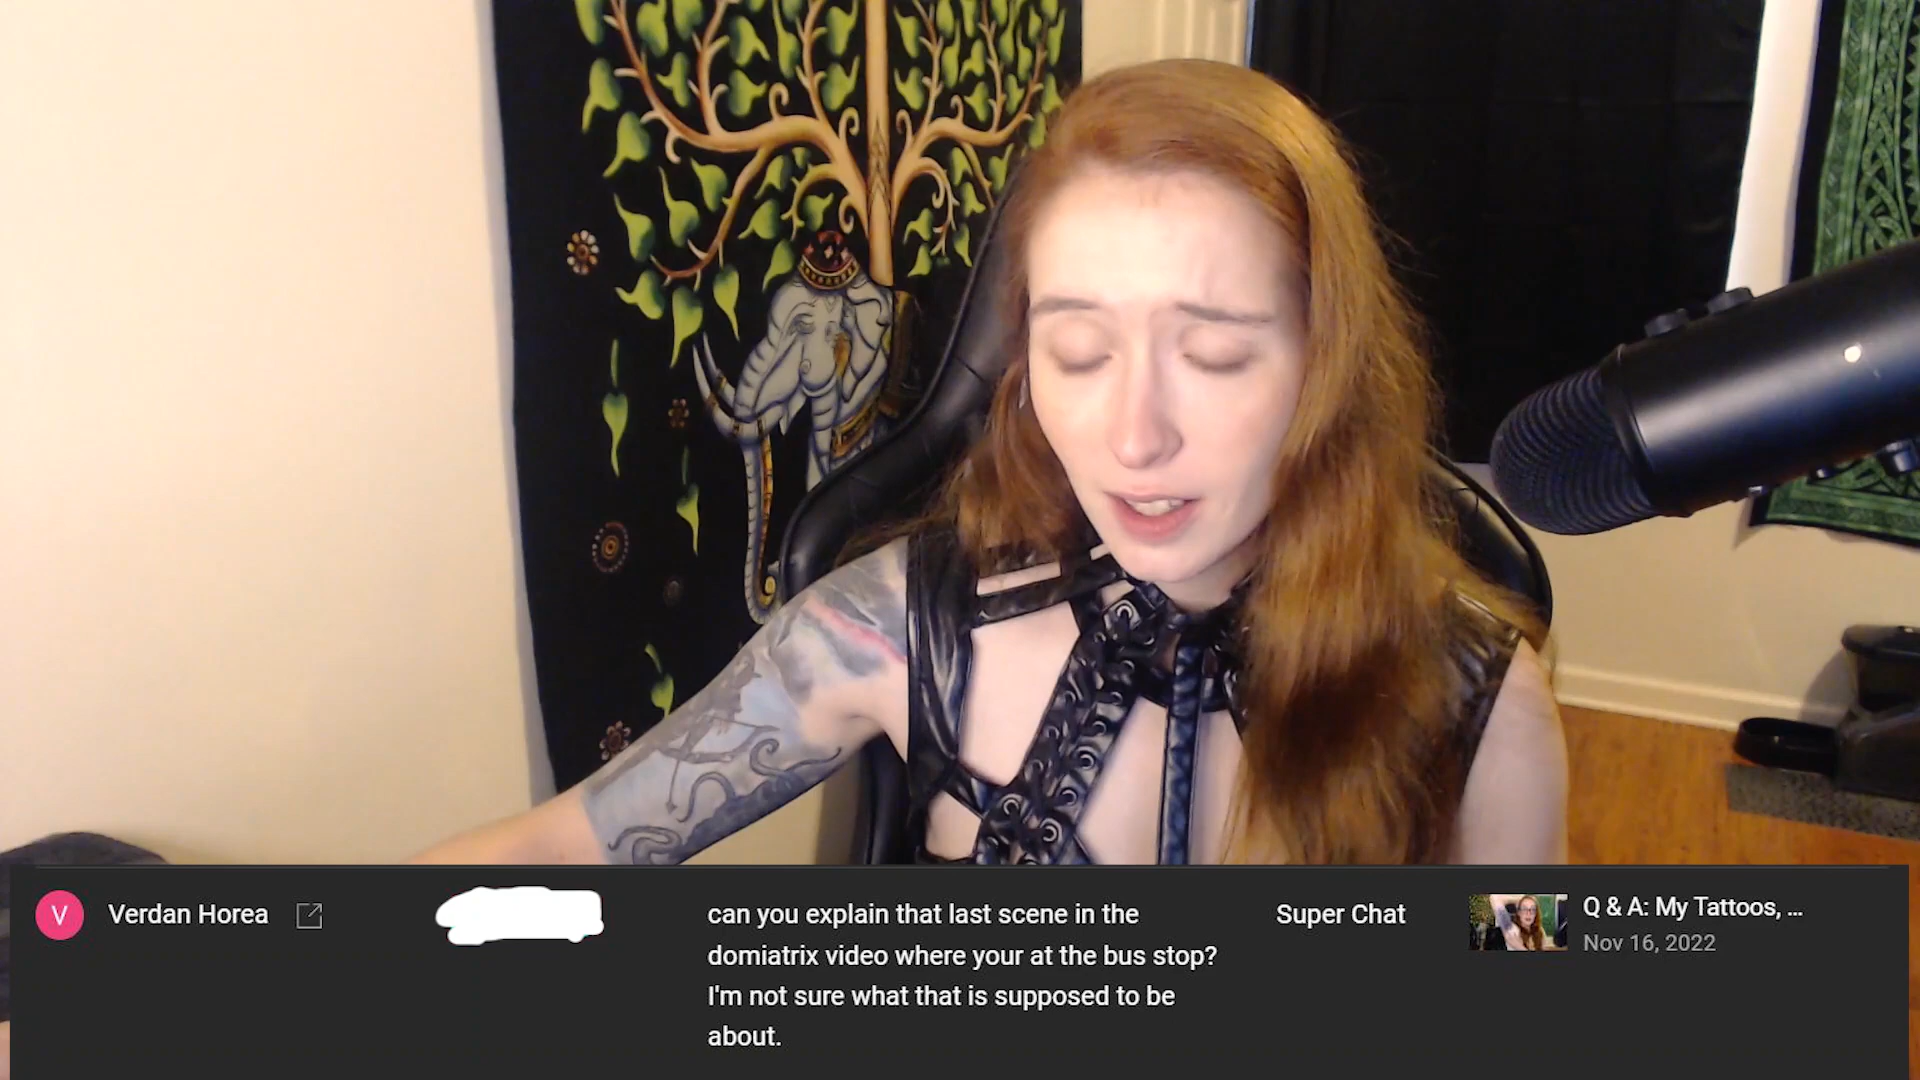 V
Verdan Horea
can you explain that last scene in the
domiatrix video where your at the bus stop?
I'm not sure what that is supposed to be
about.
Super Chat
Q & A: My Tattoos, ...
Nov 16, 2022